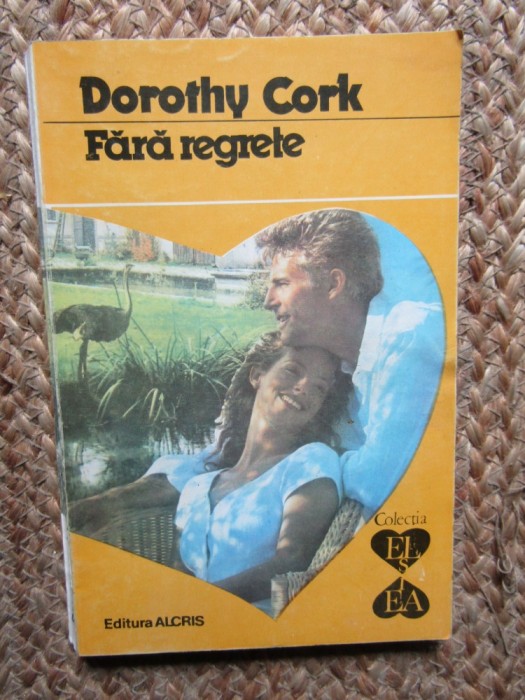 Dorothy Cork
Fără regrete
Colecția
EL
ȘI
EA
Editura ALCRIS